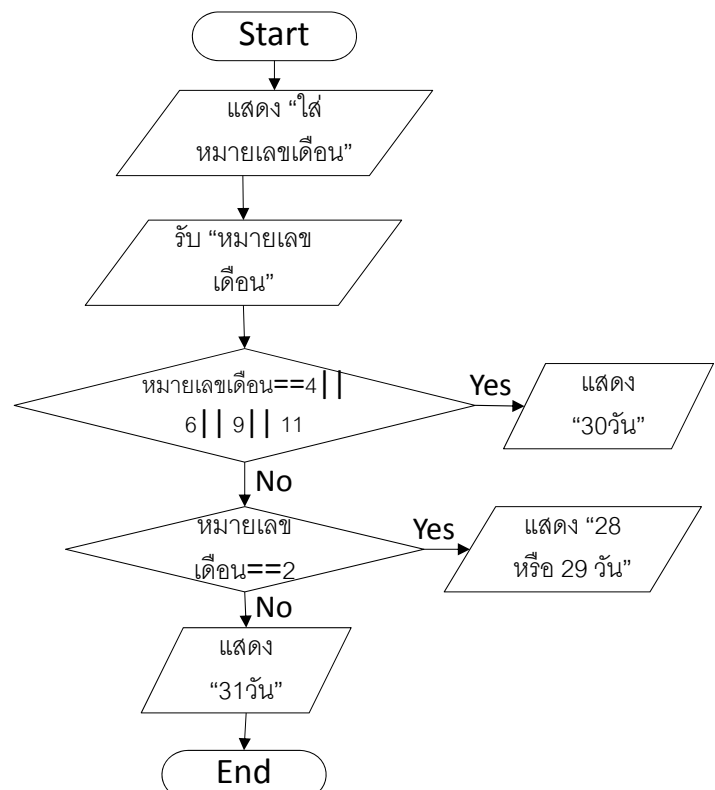 Start
แสดง “ใส่
หมายเลขเดือน”
รับ “หมายเลข
เดือน”
หมายเลขเดือน==4||
6|| 9|| 11
Yes
แสดง
“30วัน”
No
หมายเลข
เดือน==2
Yes
แสดง “28
หรือ 29 วัน”
No
แสดง
“31วัน”
End